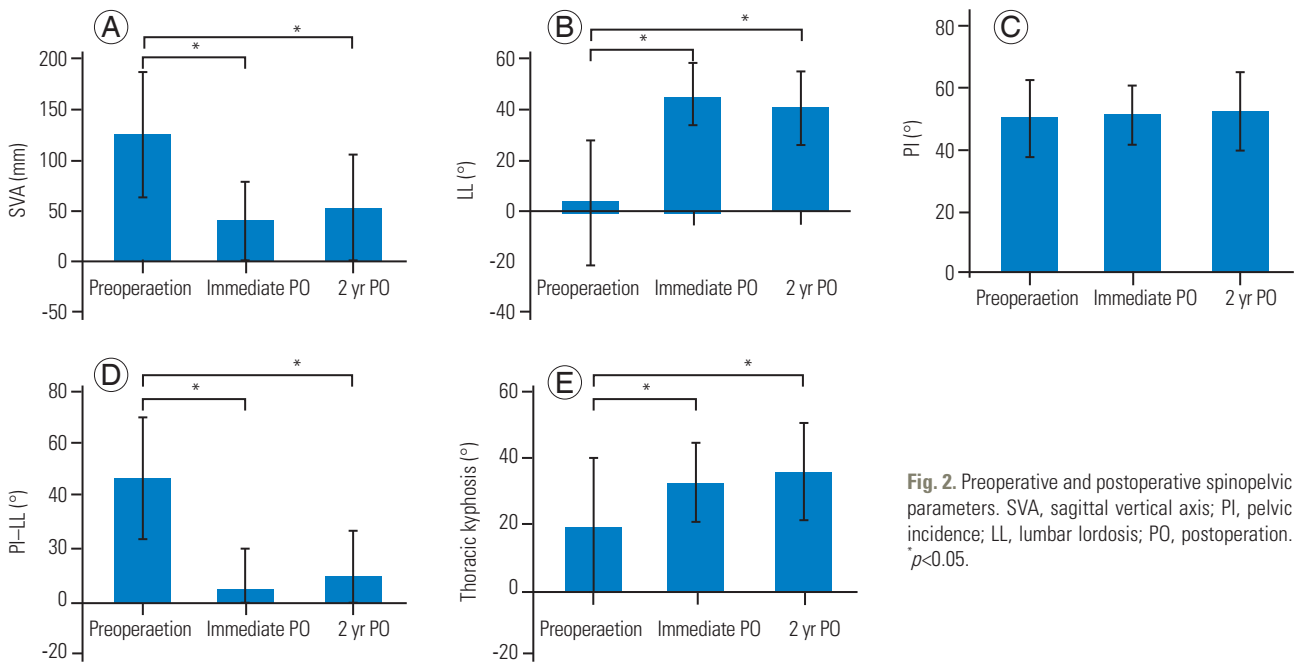 A
SVA (mm)
200
150
100
50
0
-50
*
*
Preoperaetion Immediate PO 2 yr PO
B
LL (°)
60
40
20
0
-20
-40
*
*
Preoperaetion Immediate PO 2 yr PO
C
PI (°)
80
60
40
20
0
Preoperaetion Immediate PO 2 yr PO
D
PI–LL (°)
80
60
40
30
0
-20
*
*
Preoperaetion Immediate PO 2 yr PO
E
Thoracic kyphosis (°)
60
40
20
0
-20
*
*
Preoperaetion Immediate PO 2 yr PO
Fig. 2. Preoperative and postoperative spinopelvic
parameters. SVA, sagittal vertical axis; PI, pelvic
incidence; LL, lumbar lordosis; PO, postoperation.
*p<0.05.